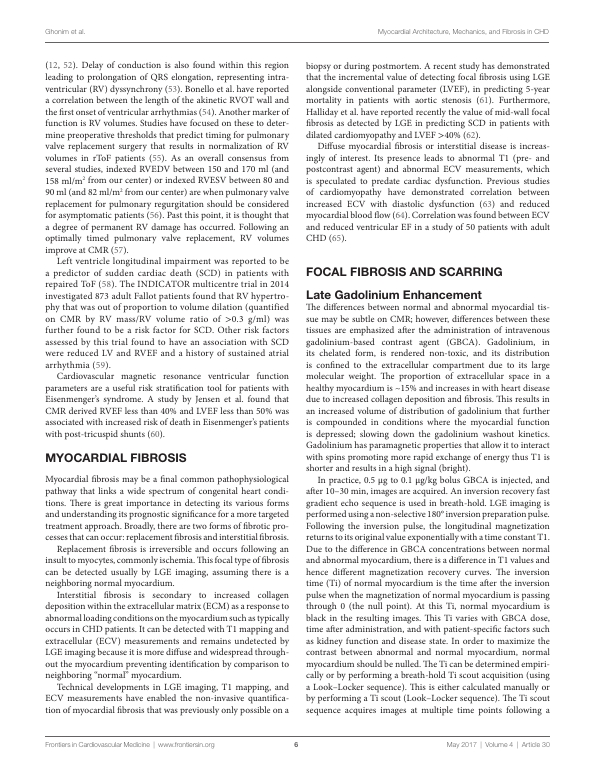 Ghonim et al.
Myocardial Architecture, Mechanics, and Fibrosis in CHD
(12, 52). Delay of conduction is also found within this region
leading to prolongation of QRS elongation, representing intra-
ventricular (RV) dyssynchrony (53). Bonello et al. have reported
a correlation between the length of the akinetic RVOT wall and
the first onset of ventricular arrhythmias (54). Another marker of
function is RV volumes. Studies have focused on these to deter-
mine preoperative thresholds that predict timing for pulmonary
valve replacement surgery that results in normalization of RV
volumes in rToF patients (55). As an overall consensus from
several studies, indexed RVEDV between 150 and 170 ml (and
158 ml/m² from our center) or indexed RVESV between 80 and
90 ml (and 82 ml/m² from our center) are when pulmonary valve
replacement for pulmonary regurgitation should be considered
for asymptomatic patients (56). Past this point, it is thought that
a degree of permanent RV damage has occurred. Following an
optimally timed pulmonary valve replacement, RV volumes
improve at CMR (57).
Left ventricle longitudinal impairment was reported to be
a predictor of sudden cardiac death (SCD) in patients with
repaired ToF (58). The INDICATOR multicentre trial in 2014
investigated 873 adult Fallot patients found that RV hypertro-
phy that was out of proportion to volume dilation (quantified
on CMR by RV mass/RV volume ratio of >0.3 g/ml) was
further found to be a risk factor for SCD. Other risk factors
assessed by this trial found to have an association with SCD
were reduced LV and RVEF and a history of sustained atrial
arrhythmia (59).
Cardiovascular magnetic resonance ventricular function
parameters are a useful risk stratification tool for patients with
Eisenmenger's syndrome. A study by Jensen et al. found that
CMR derived RVEF less than 40% and LVEF less than 50% was
associated with increased risk of death in Eisenmenger's patients
with post-tricuspid shunts (60).
MYOCARDIAL FIBROSIS
Myocardial fibrosis may be a final common pathophysiological
pathway that links a wide spectrum of congenital heart condi-
tions. There is great importance in detecting its various forms
and understanding its prognostic significance for a more targeted
treatment approach. Broadly, there are two forms of fibrotic pro-
cesses that can occur: replacement fibrosis and interstitial fibrosis.
Replacement fibrosis is irreversible and occurs following an
insult to myocytes, commonly ischemia. This focal type of fibrosis
can be detected usually by LGE imaging, assuming there is a
neighboring normal myocardium.
Interstitial fibrosis is secondary to increased collagen
deposition within the extracellular matrix (ECM) as a response to
abnormal loading conditions on the myocardium such as typically
occurs in CHD patients. It can be detected with T1 mapping and
extracellular (ECV) measurements and remains undetected by
LGE imaging because it is more diffuse and widespread through-
out the myocardium preventing identification by comparison to
neighboring "normal" myocardium.
Technical developments in LGE imaging, T1 mapping, and
ECV measurements have enabled the non-invasive quantifica-
tion of myocardial fibrosis that was previously only possible on a
biopsy or during postmortem. A recent study has demonstrated
that the incremental value of detecting focal fibrosis using LGE
alongside conventional parameter (LVEF), in predicting 5-year
mortality in patients with aortic stenosis (61). Furthermore,
Halliday et al. have reported recently the value of mid-wall focal
fibrosis as detected by LGE in predicting SCD in patients with
dilated cardiomyopathy and LVEF >40% (62).
Diffuse myocardial fibrosis or interstitial disease is increas-
ingly of interest. Its presence leads to abnormal T1 (pre- and
postcontrast agent) and abnormal ECV measurements, which
is speculated to predate cardiac dysfunction. Previous studies
of cardiomyopathy have demonstrated correlation between
increased ECV with diastolic dysfunction (63) and reduced
myocardial blood flow (64). Correlation was found between ECV
and reduced ventricular EF in a study of 50 patients with adult
CHD (65).
FOCAL FIBROSIS AND SCARRING
Late Gadolinium Enhancement
The differences between normal and abnormal myocardial tis-
sue may be subtle on CMR; however, differences between these
tissues are emphasized after the administration of intravenous
gadolinium-based contrast agent (GBCA). Gadolinium, in
its chelated form, is rendered non-toxic, and its distribution
is confined to the extracellular compartment due to its large
molecular weight. The proportion of extracellular space in a
healthy myocardium is ~15% and increases in with heart disease
due to increased collagen deposition and fibrosis. This results in
an increased volume of distribution of gadolinium that further
is compounded in conditions where the myocardial function
is depressed; slowing down the gadolinium washout kinetics.
Gadolinium has paramagnetic properties that allow it to interact
with spins promoting more rapid exchange of energy thus T1 is
shorter and results in a high signal (bright).
In practice, 0.5 μg to 0.1 μg/kg bolus GBCA is injected, and
after 10–30 min, images are acquired. An inversion recovery fast
gradient echo sequence is used in breath-hold. LGE imaging is
performed using a non-selective 180° inversion preparation pulse.
Following the inversion pulse, the longitudinal magnetization
returns to its original value exponentially with a time constant T1.
Due to the difference in GBCA concentrations between normal
and abnormal myocardium, there is a difference in T1 values and
hence different magnetization recovery curves. The inversion
time (Ti) of normal myocardium is the time after the inversion
pulse when the magnetization of normal myocardium is passing
through 0 (the null point). At this Ti, normal myocardium is
black in the resulting images. This Ti varies with GBCA dose,
time after administration, and with patient-specific factors such
as kidney function and disease state. In order to maximize the
contrast between abnormal and normal myocardium, normal
myocardium should be nulled. The Ti can be determined empiri-
cally or by performing a breath-hold Ti scout acquisition (using
a Look–Locker sequence). This is either calculated manually or
by performing a Ti scout (Look–Locker sequence). The Ti scout
sequence acquires images at multiple time points following a
Frontiers in Cardiovascular Medicine | www.frontiersin.org
6
May 2017 | Volume 4 | Article 30